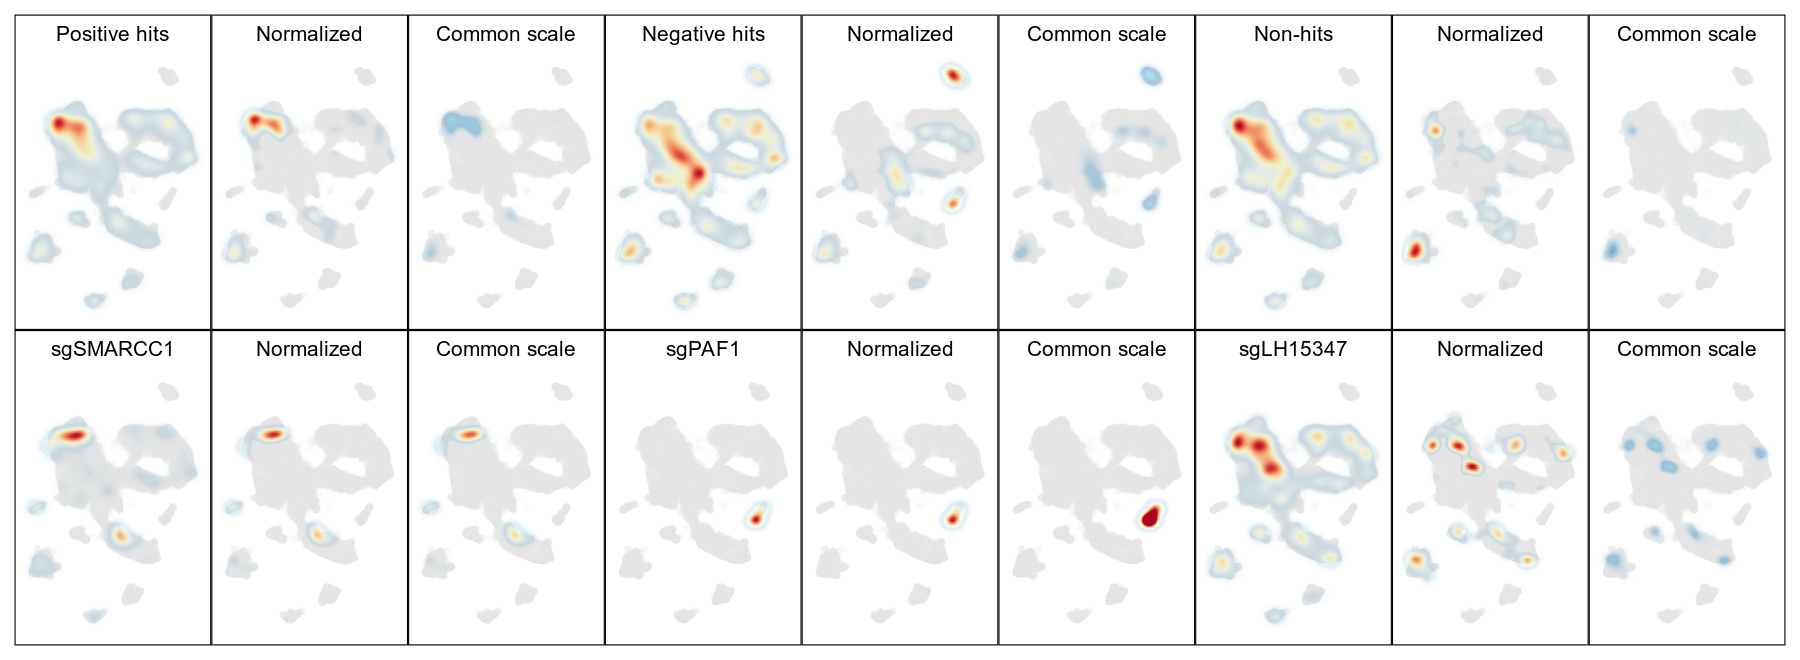 Positive hits
Normalized
Common scale
Negative hits
Normalized
Common scale
Non-hits
Normalized
Common scale
sgSMARCC1
Normalized
Common scale
sgPAF1
Normalized
Common scale
sgLH15347
Normalized
Common scale